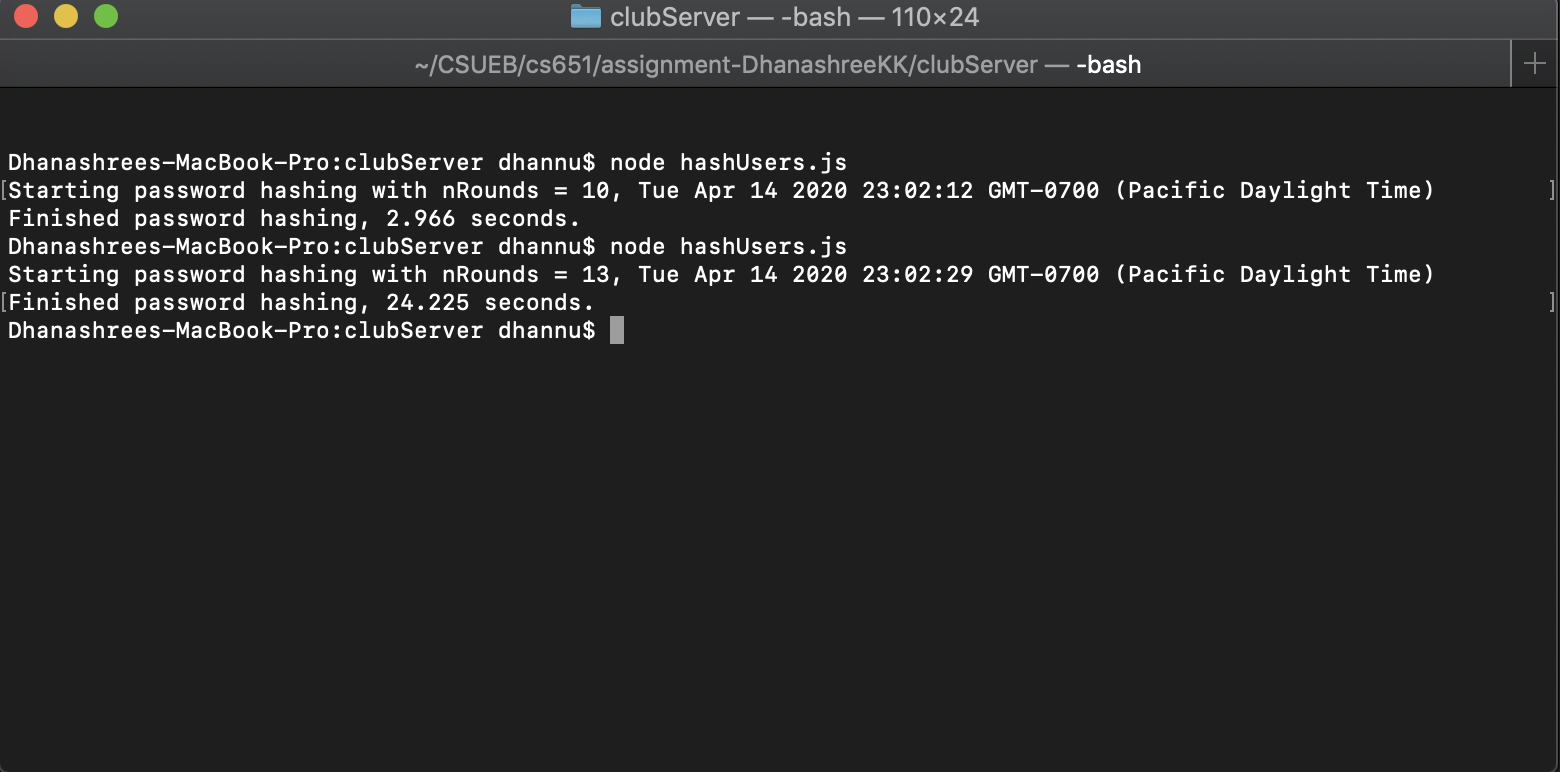 clubServer — -bash — 110×24
~/CSUEB/cs651/assignment-DhanashreeKK/clubServer — -bash
Dhanashrees-MacBook-Pro:clubServer dhannu$ node hashUsers.js
[Starting password hashing with nRounds = 10, Tue Apr 14 2020 23:02:12 GMT-0700 (Pacific Daylight Time) ]
Finished password hashing, 2.966 seconds.
Dhanashrees-MacBook-Pro:clubServer dhannu$ node hashUsers.js
Starting password hashing with nRounds = 13, Tue Apr 14 2020 23:02:29 GMT-0700 (Pacific Daylight Time)
[Finished password hashing, 24.225 seconds. ]
Dhanashrees-MacBook-Pro:clubServer dhannu$